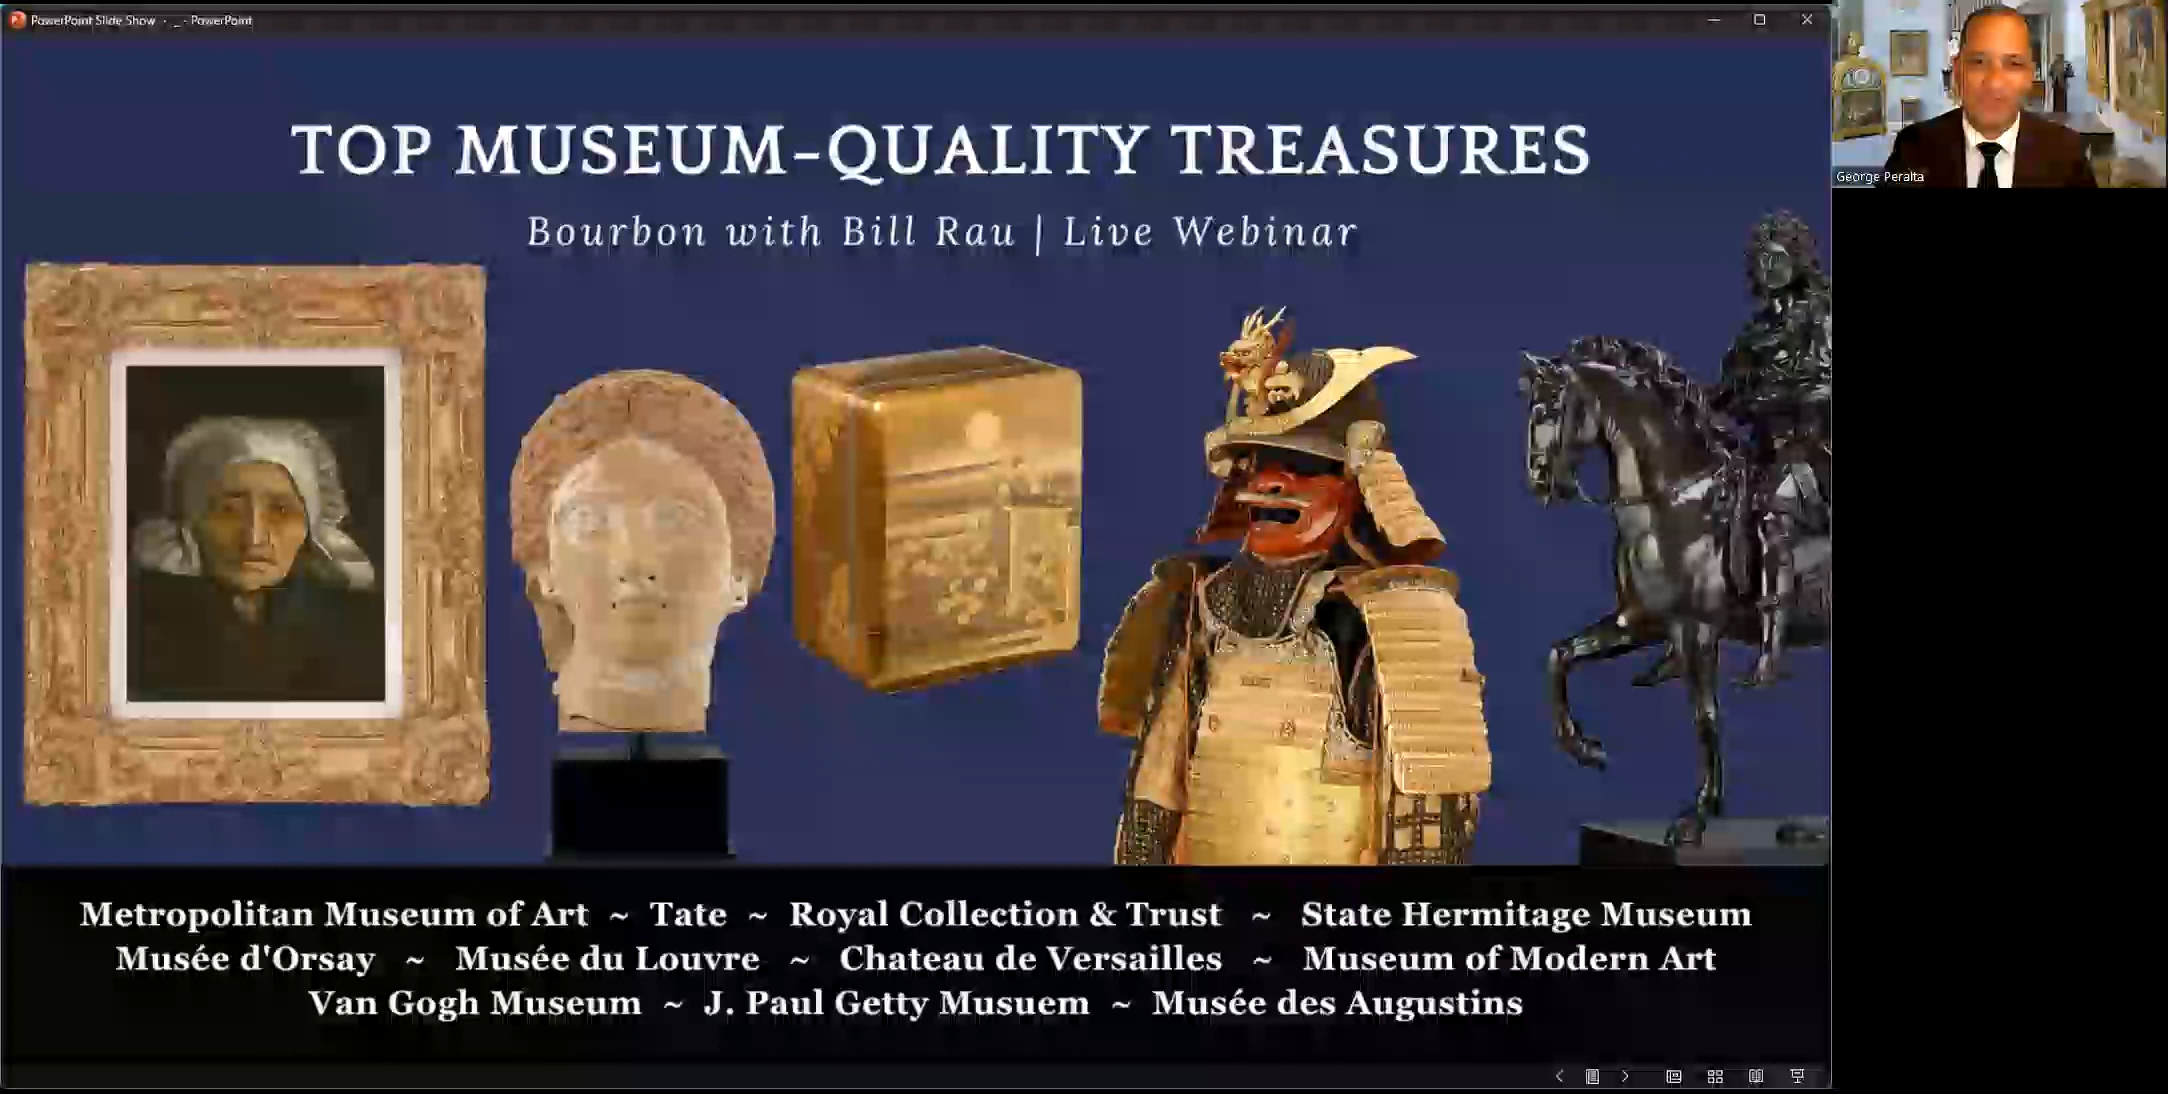 PowerPoint Slide Show - _ - PowerPoint
TOP MUSEUM-QUALITY TREASURES
Bourbon with Bill Rau | Live Webinar
George Peralta
Metropolitan Museum of Art ~ Tate ~ Royal Collection & Trust ~ State Hermitage Museum
Musée d'Orsay ~ Musée du Louvre ~ Chateau de Versailles ~ Museum of Modern Art
Van Gogh Museum ~ J. Paul Getty Musuem ~ Musée des Augustins